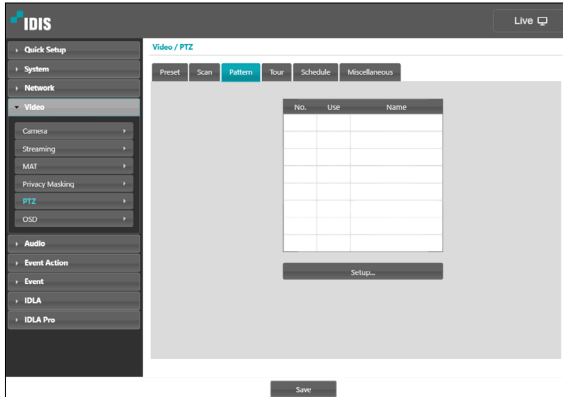 IDIS
Live
Quick Setup
System
Network
Video
Camera
Streaming
MAT
Privacy Masking
PTZ
OSD
Audio
Event Action
Event
IDLA
IDLA Pro
Video / PTZ
Preset Scan Pattern Tour Schedule Miscellaneous
No. Use Name
Setup...
Save